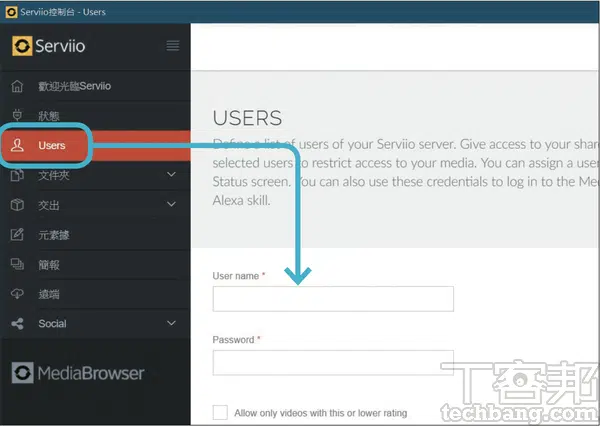 Serviio控制台 - Users
Serviio
歡迎光臨Serviio
狀態
Users
文件夾
交出
元素據
簡報
遠端
Social
MediaBrowser
USERS
Define a list of users of your Serviio server. Give access to your share
selected users to restrict access to your media. You can assign a user
Status screen. You can also use these credentials to log in to the Med
Alexa skill.
User name *
Password *
Allow only videos with this or lower rating
T客邦
techbang.com